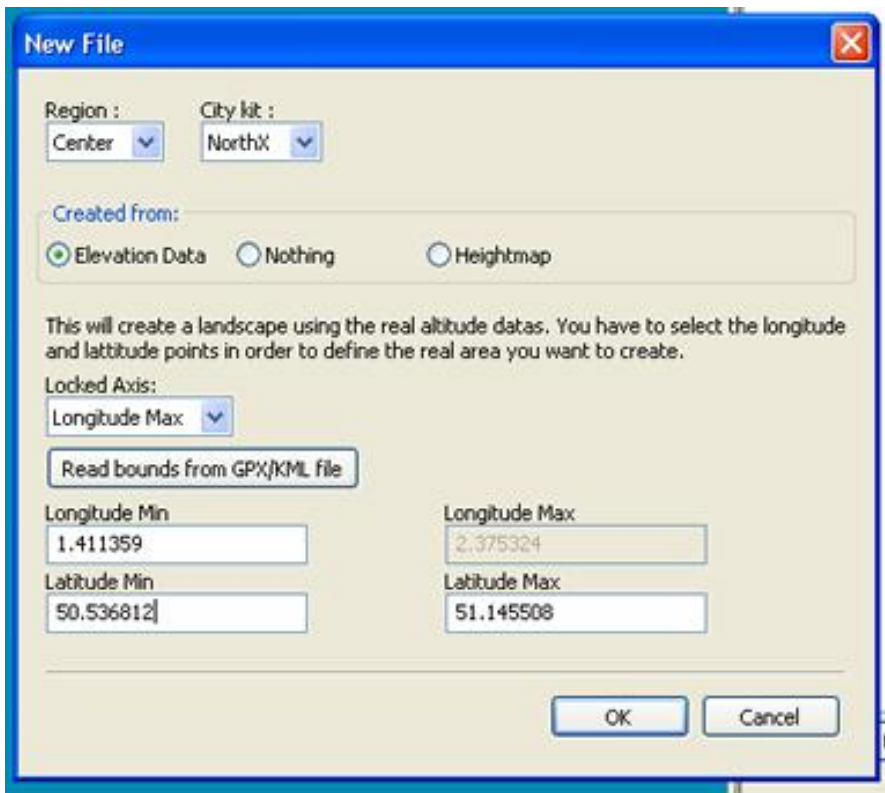 New File
Region : City kit :
Center NorthX
Created from:
Elevation Data Nothing Heightmap
This will create a landscape using the real altitude datas. You have to select the longitude
and lattitude points in order to define the real area you want to create.
Locked Axis:
Longitude Max
Read bounds from GPX/KML file
Longitude Min Longitude Max
1.411359 2.375324
Latitude Min Latitude Max
50.536812 51.145508
OK Cancel